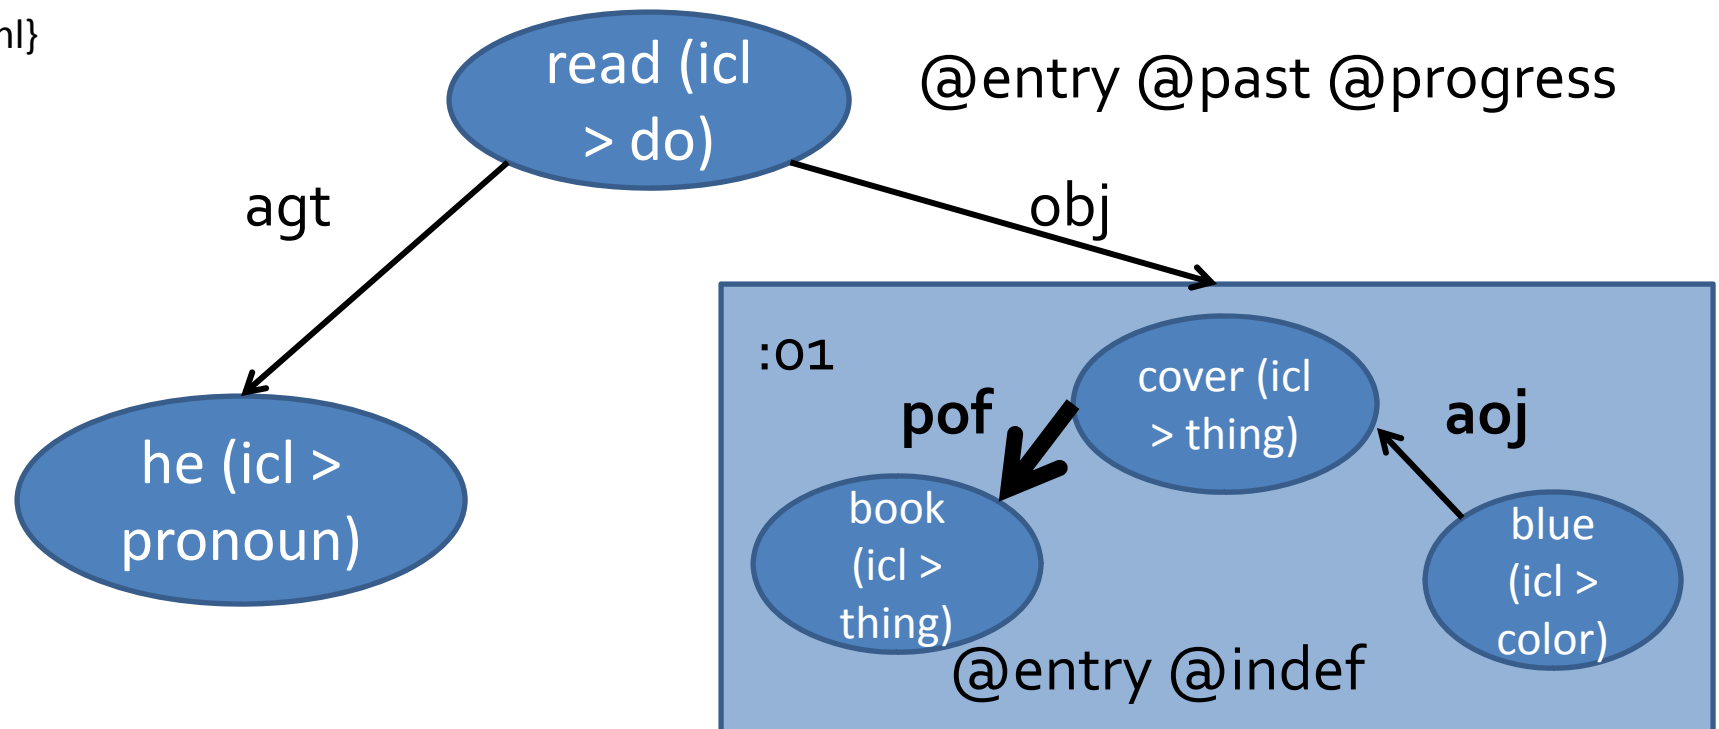 nl}
read (icl
> do)
@entry @past @progress
agt
obj
:01
cover (icl
> thing)
pof
aoj
he (icl >
pronoun)
book
(icl >
thing)
blue
(icl >
color)
@entry @indef